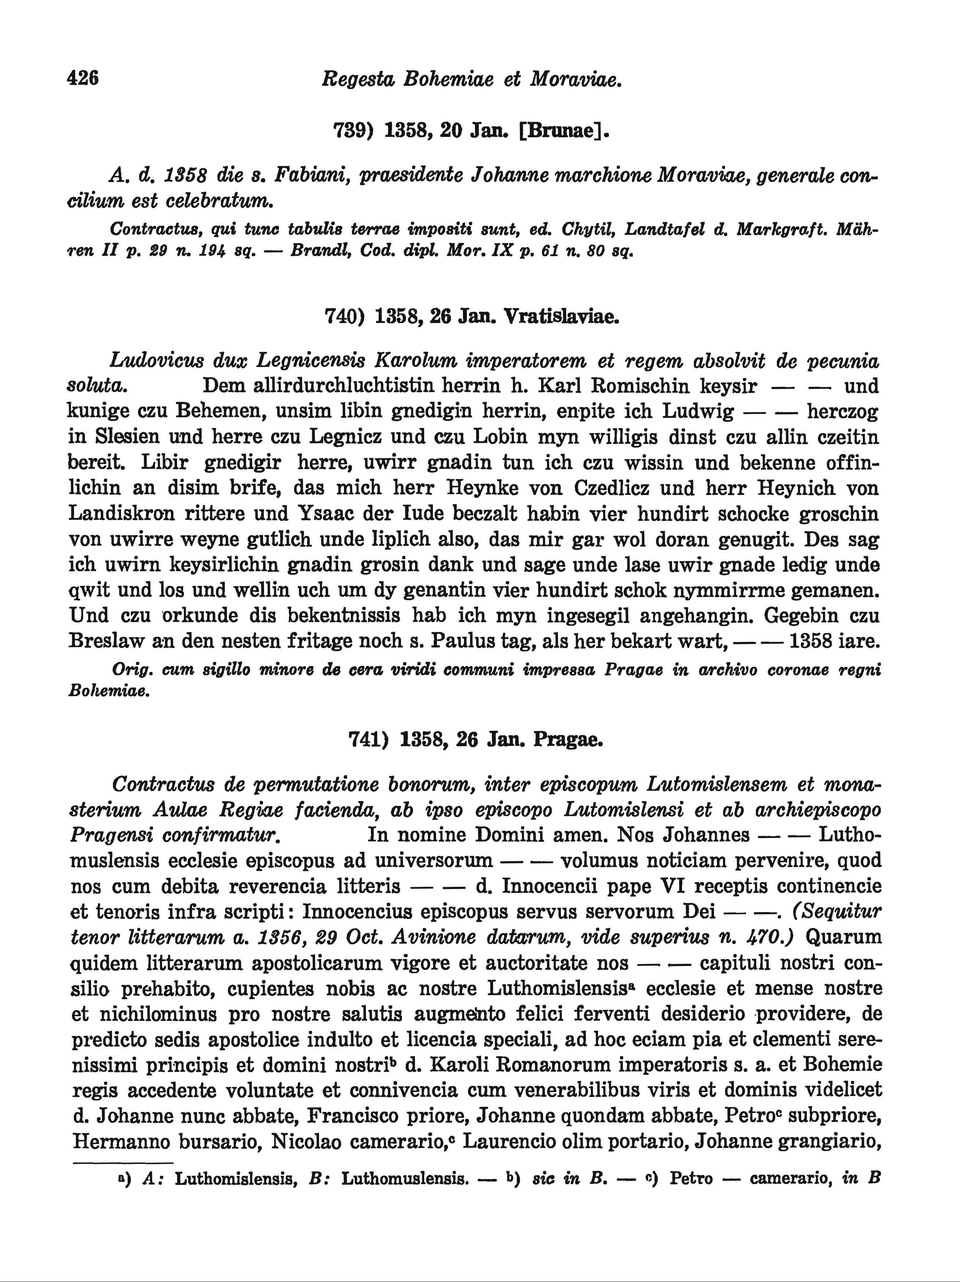 426 Regesta Bohemiae et Moraviae.
739) 1358, 20 Jan. [Brunae].
A. d. 1358 die s. Fabiani, praesidente Johanne marchione Moraviae, generale con-
cilium est celebratum.
Contractus, qui tunc tabulis terrae impositi sunt, ed. Chytil, Landtafel d. Markgraft. Mäh-
ren II p. 29 n. 194 sq. — Brandl, Cod. dipl. Mor. IX p. 61 n. 80 sq.
740) 1358, 26 Jan. Vratislaviae.
Ludovicus dux Legnicensis Karolum imperatorem et regem absolvit de pecunia
soluta. Dem allirdurchluchtistin herrin h. Karl Romischin keysir — — und
kunige czu Behemen, unsim libin gnedigin herrin, enpite ich Ludwig — — herczog
in Slesien und herre czu Legnicz und czu Lobin myn willigis dinst czu allin czeitin
bereit. Libir gnedigir herre, uwirr gnadin tun ich czu wissin und bekenne offin-
lichin an disim brife, das mich herr Heynke von Czedlicz und herr Heynich von
Landiskron rittere und Ysaac der Iude beczalt habin vier hundirt schocke groschin
von uwirre weyne gutlich unde liplich also, das mir gar wol doran genugit. Des sag
ich uwirn keysirlichin gnadin grosin dank und sage unde lase uwir gnade ledig unde
qwit und los und wellin uch um dy genantin vier hundirt schok nymmirrme gemanen.
Und czu orkunde dis bekentnissis hab ich myn ingesegil angehangin. Gegebin czu
Breslaw an den nesten fritage noch s. Paulus tag, als her bekart wart, — — 1358 iare.
Orig. cum sigillo minore de cera viridi communi impressa Pragae in archivo coronae regni
Bohemiae.
741) 1358, 26 Jan. Pragae.
Contractus de permutatione bonorum, inter episcopum Lutomislensem et mona-
sterium Aulae Regiae facienda, ab ipso episcopo Lutomislensi et ab archiepiscopo
Pragensi confirmatur. In nomine Domini amen. Nos Johannes — — Lutho-
muslensis ecclesie episcopus ad universorum — — volumus noticiam pervenire, quod
nos cum debita reverencia litteris — — d. Innocencii pape VI receptis continencie
et tenoris infra scripti: Innocencius episcopus servus servorum Dei — —. (Sequitur
tenor litterarum a. 1356, 29 Oct. Avinione datarum, vide superius n. 470.) Quarum
quidem litterarum apostolicarum vigore et auctoritate nos — — capituli nostri con-
silio prehabito, cupientes nobis ac nostre Luthomislensisᵃ ecclesie et mense nostre
et nichilominus pro nostre salutis augmento felici ferventi desiderio providere, de
predicto sedis apostolice indulto et licencia speciali, ad hoc eciam pia et clementi sere-
nissimi principis et domini nostriᵇ d. Karoli Romanorum imperatoris s. a. et Bohemie
regis accedente voluntate et connivencia cum venerabilibus viris et dominis videlicet
d. Johanne nunc abbate, Francisco priore, Johanne quondam abbate, Petroᶜ subpriore,
Hermanno bursario, Nicolao camerario,ᶜ Laurencio olim portario, Johanne grangiario,
ᵃ) A: Luthomislensis, B: Luthomuslensis. — ᵇ) sic in B. — ᶜ) Petro — camerario, in B